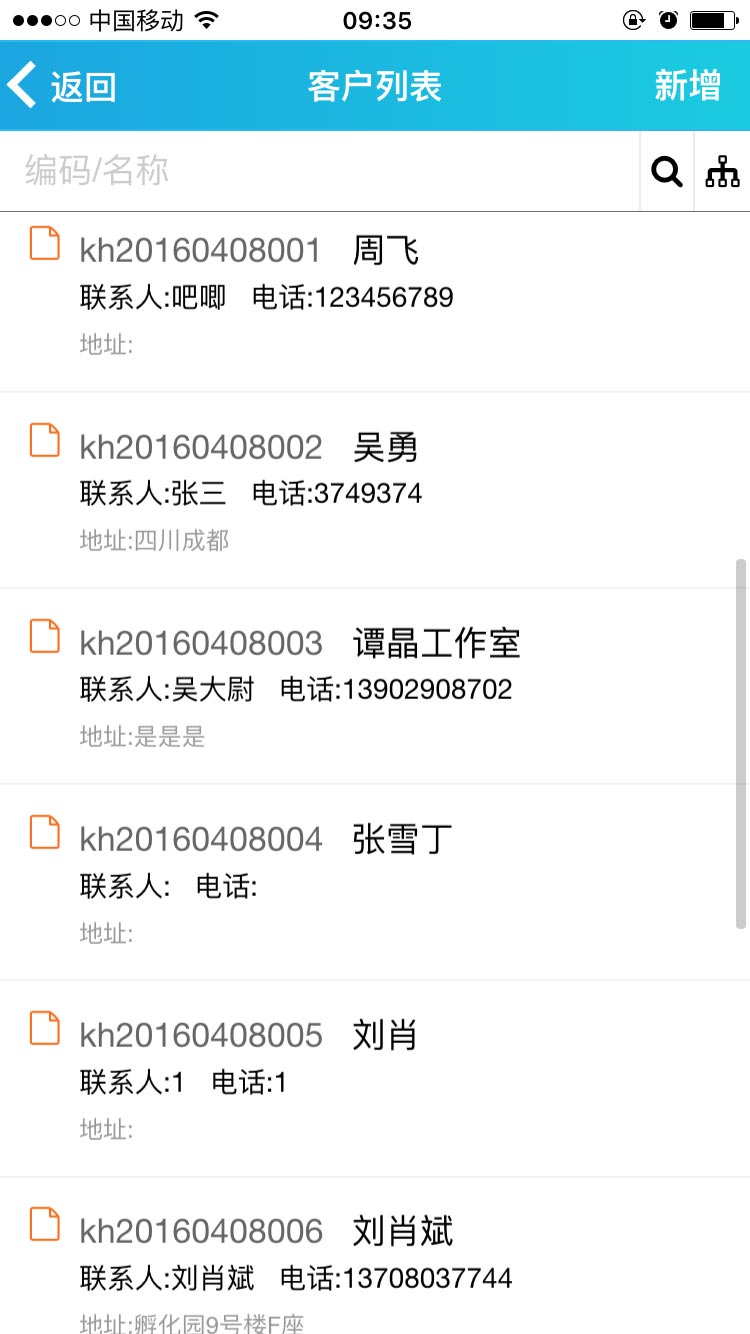 中国移动 09:35
返回 客户列表 新增
编码/名称
kh20160408001 周飞
联系人:吧唧 电话:123456789
地址:
kh20160408002 吴勇
联系人:张三 电话:3749374
地址:四川成都
kh20160408003 谭晶工作室
联系人:吴大尉 电话:13902908702
地址:是是是
kh20160408004 张雪丁
联系人: 电话:
地址:
kh20160408005 刘肖
联系人:1 电话:1
地址:
kh20160408006 刘肖斌
联系人:刘肖斌 电话:13708037744
地址:孵化园9号楼F座